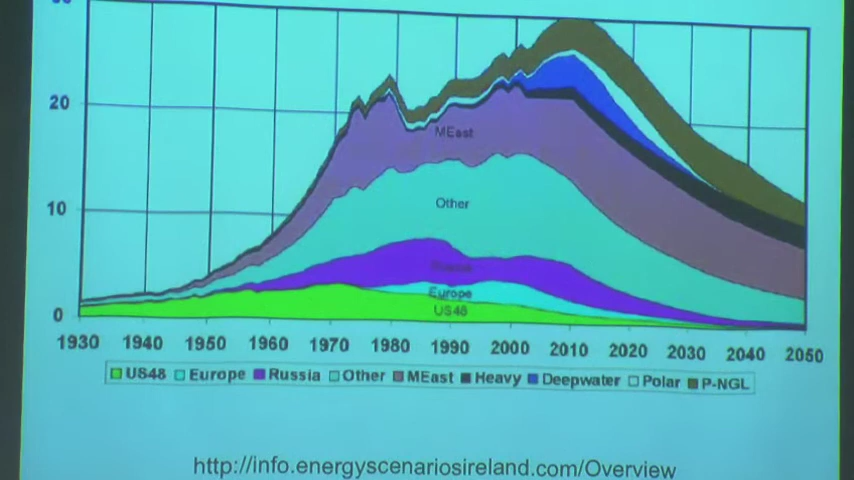 20
10
0
1930 1940 1950 1960 1970 1980 1990 2000 2010 2020 2030 2040 2050
MEast
Other
Europe
US48
US48 Europe Russia Other MEast Heavy Deepwater Polar P-NGL
http://info.energyscenariosireland.com/Overview